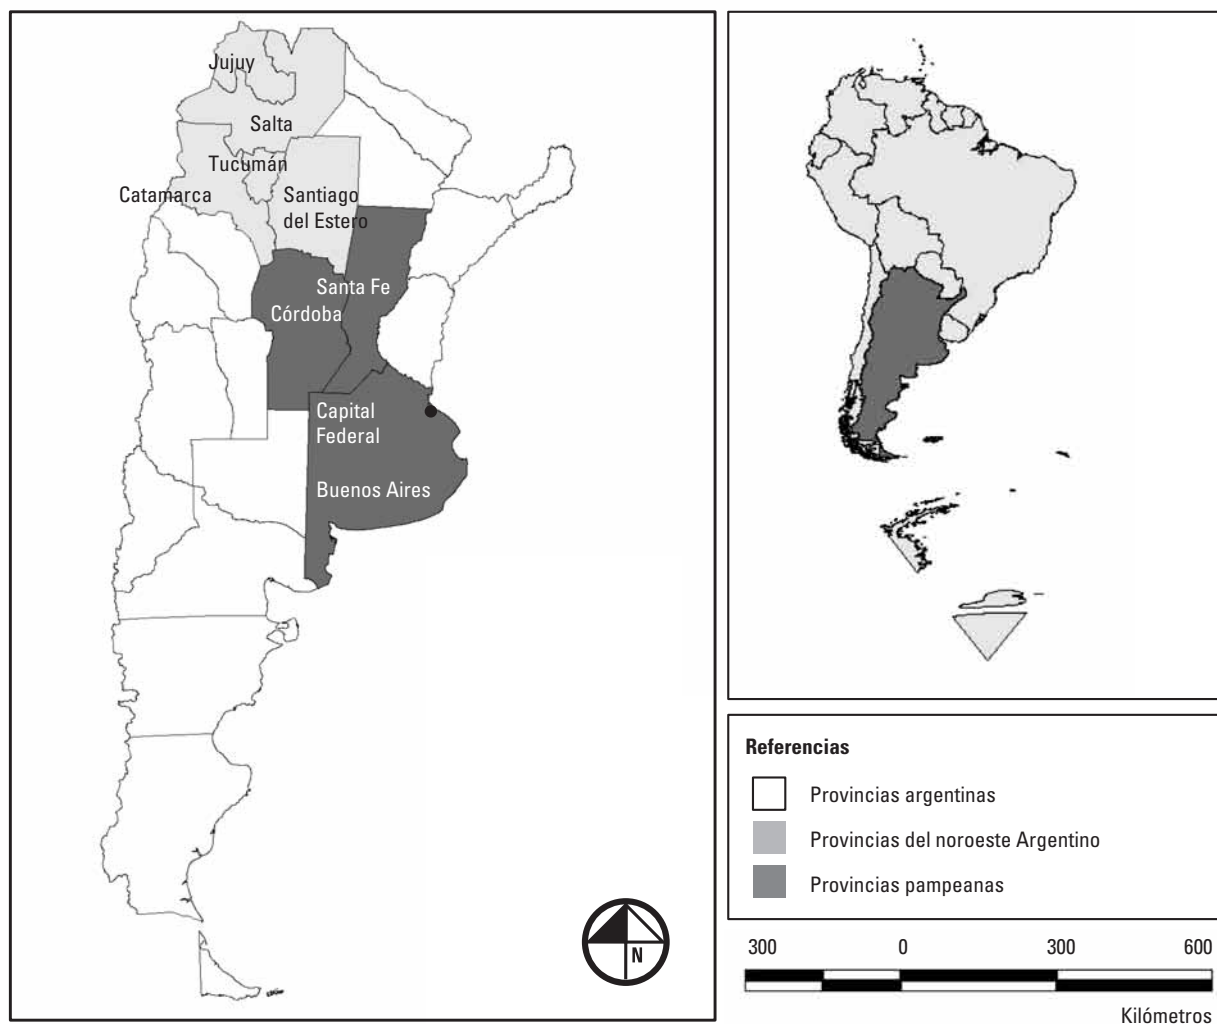 Jujuy
Salta
Tucumán
Catamarca
Santiago
del Estero
Santa Fe
Córdoba
Capital
Federal
Buenos Aires
N
Referencias
Provincias argentinas
Provincias del noroeste Argentino
Provincias pampeanas
300 0 300 600
Kilómetros